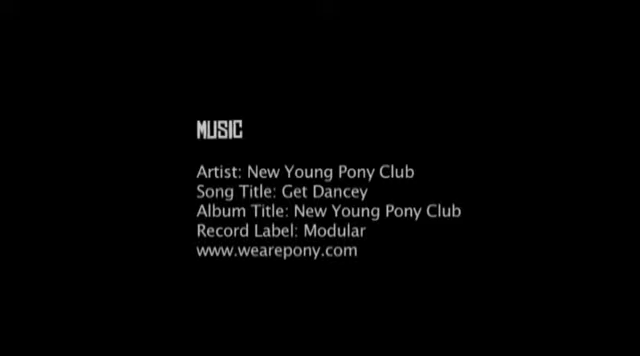 MUSIC
Artist: New Young Pony Club
Song Title: Get Dancey
Album Title: New Young Pony Club
Record Label: Modular
www.wearepony.com